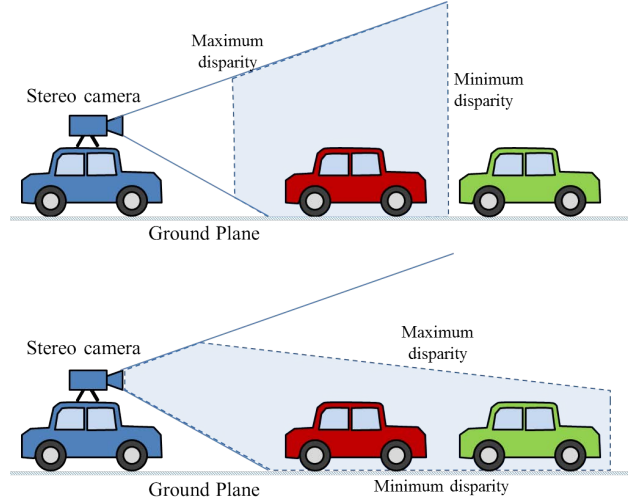 Maximum
disparity
Minimum
disparity
Stereo camera
Ground Plane
Maximum
disparity
Stereo camera
Ground Plane
Minimum disparity